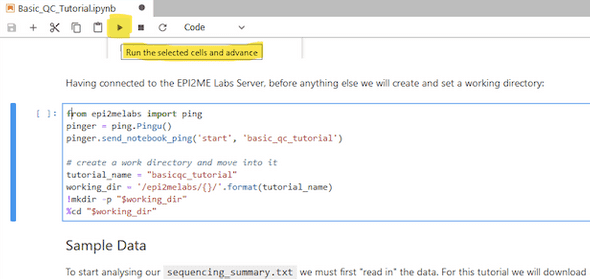 Basic_QC_Tutorial.ipynb
Code
Run the selected cells and advance
Having connected to the EPI2ME Labs Server, before anything else we will create and set a working directory:
[ ]: from epi2melabs import ping
pinger = ping.Pingu()
pinger.send_notebook_ping('start', 'basic_qc_tutorial')
# create a work directory and move into it
tutorial_name = "basicqc_tutorial"
working_dir = '/epi2melabs/{}/'.format(tutorial_name)
!mkdir -p "$working_dir"
%cd "$working_dir"
Sample Data
To start analysing our sequencing_summary.txt we must first "read in" the data. For this tutorial we will download